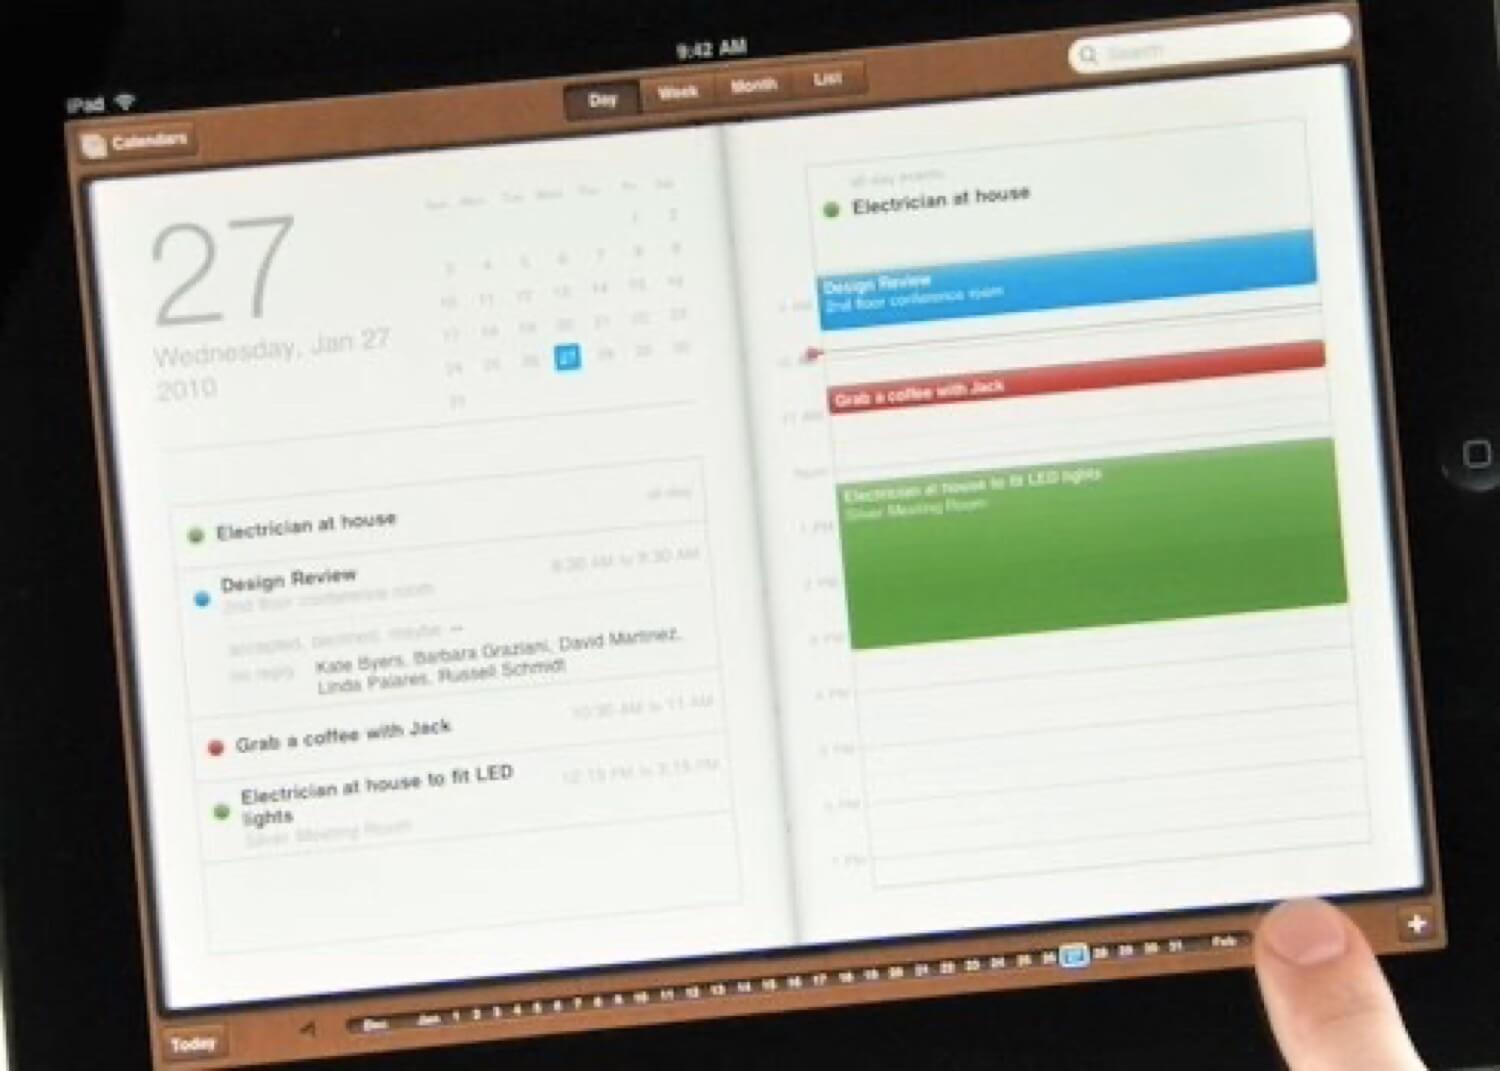 iPad
9:42 AM
Calendars
Day Week Month List
Search
27
Wednesday, Jan 27
2010
Sun Mon Tue Wed Thu Fri Sat
1 2
3 4 5 6 7 8 9
10 11 12 13 14 15 16
17 18 19 20 21 22 23
24 25 26 27 28 29 30
31
Electrician at house all-day
Design Review 8:30 AM to 9:30 AM
2nd floor conference room
accepted, declined, maybe --
no reply Kate Byers, Barbara Graziani, David Martinez,
Linda Palares, Russell Schmidt
Grab a coffee with Jack 10:30 AM to 11 AM
Electrician at house to fit LED 12:15 PM to 3:15 PM
lights
Silver Meeting Room
all-day events
Electrician at house
Design Review
2nd floor conference room
9 AM
10 AM
Grab a coffee with Jack
11 AM
Noon
Electrician at house to fit LED lights
Silver Meeting Room
1 PM
2 PM
3 PM
4 PM
5 PM
6 PM
7 PM
Today
Dec Jan 1 2 3 4 5 6 7 8 9 10 11 12 13 14 15 16 17 18 19 20 21 22 23 24 25 26 27 28 29 30 31 Feb
+